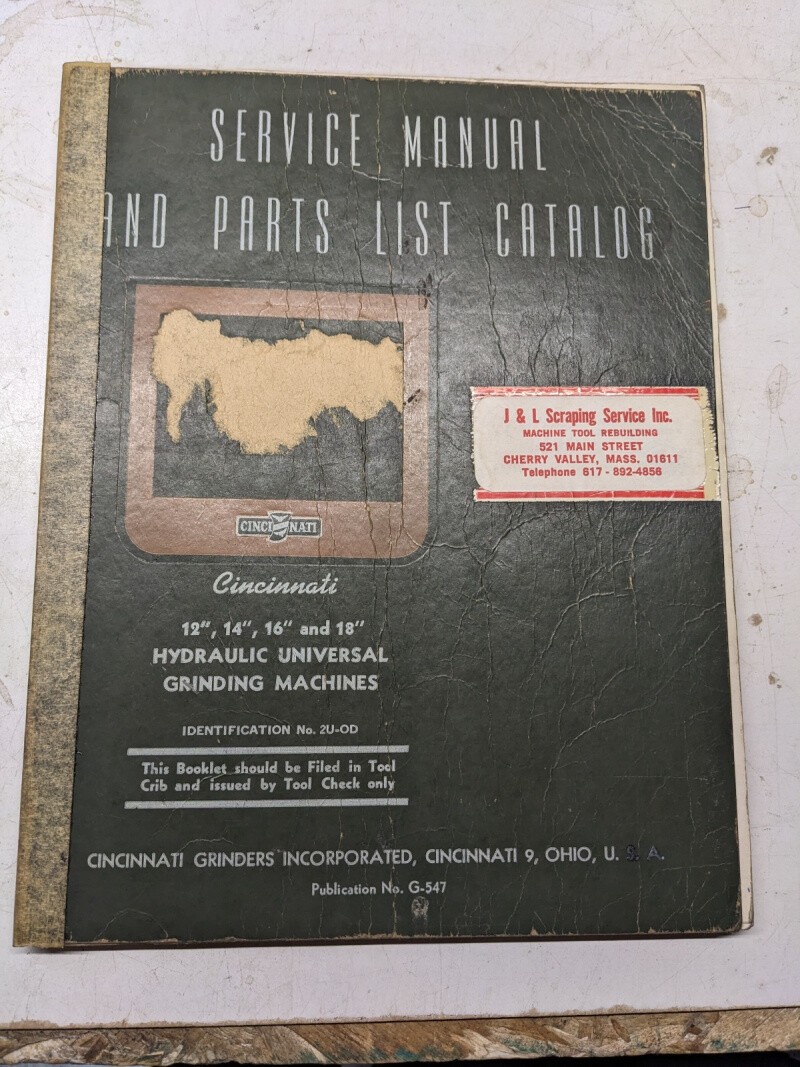 SERVICE MANUAL
AND PARTS LIST CATALOG
J & L Scraping Service Inc.
MACHINE TOOL REBUILDING
521 MAIN STREET
CHERRY VALLEY, MASS. 01611
Telephone 617-892-4856
CINCINNATI
Cincinnati
12", 14", 16" and 18"
HYDRAULIC UNIVERSAL
GRINDING MACHINES
IDENTIFICATION No. 2U-OD
This Booklet should be Filed in Tool
Crib and issued by Tool Check only
CINCINNATI GRINDERS INCORPORATED, CINCINNATI 9, OHIO, U. S. A.
Publication No. G-547